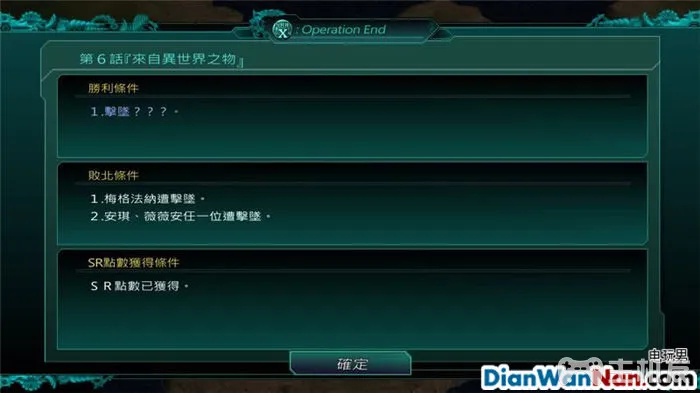 X : Operation End
第６話『來自異世界之物』
勝利條件
１.擊墜？？？。
敗北條件
１.梅格法納遭擊墜。
２.安琪、薇薇安任一位遭擊墜。
SR點數獲得條件
ＳＲ點數已獲得。
確定
电玩男
DianWanNan.com